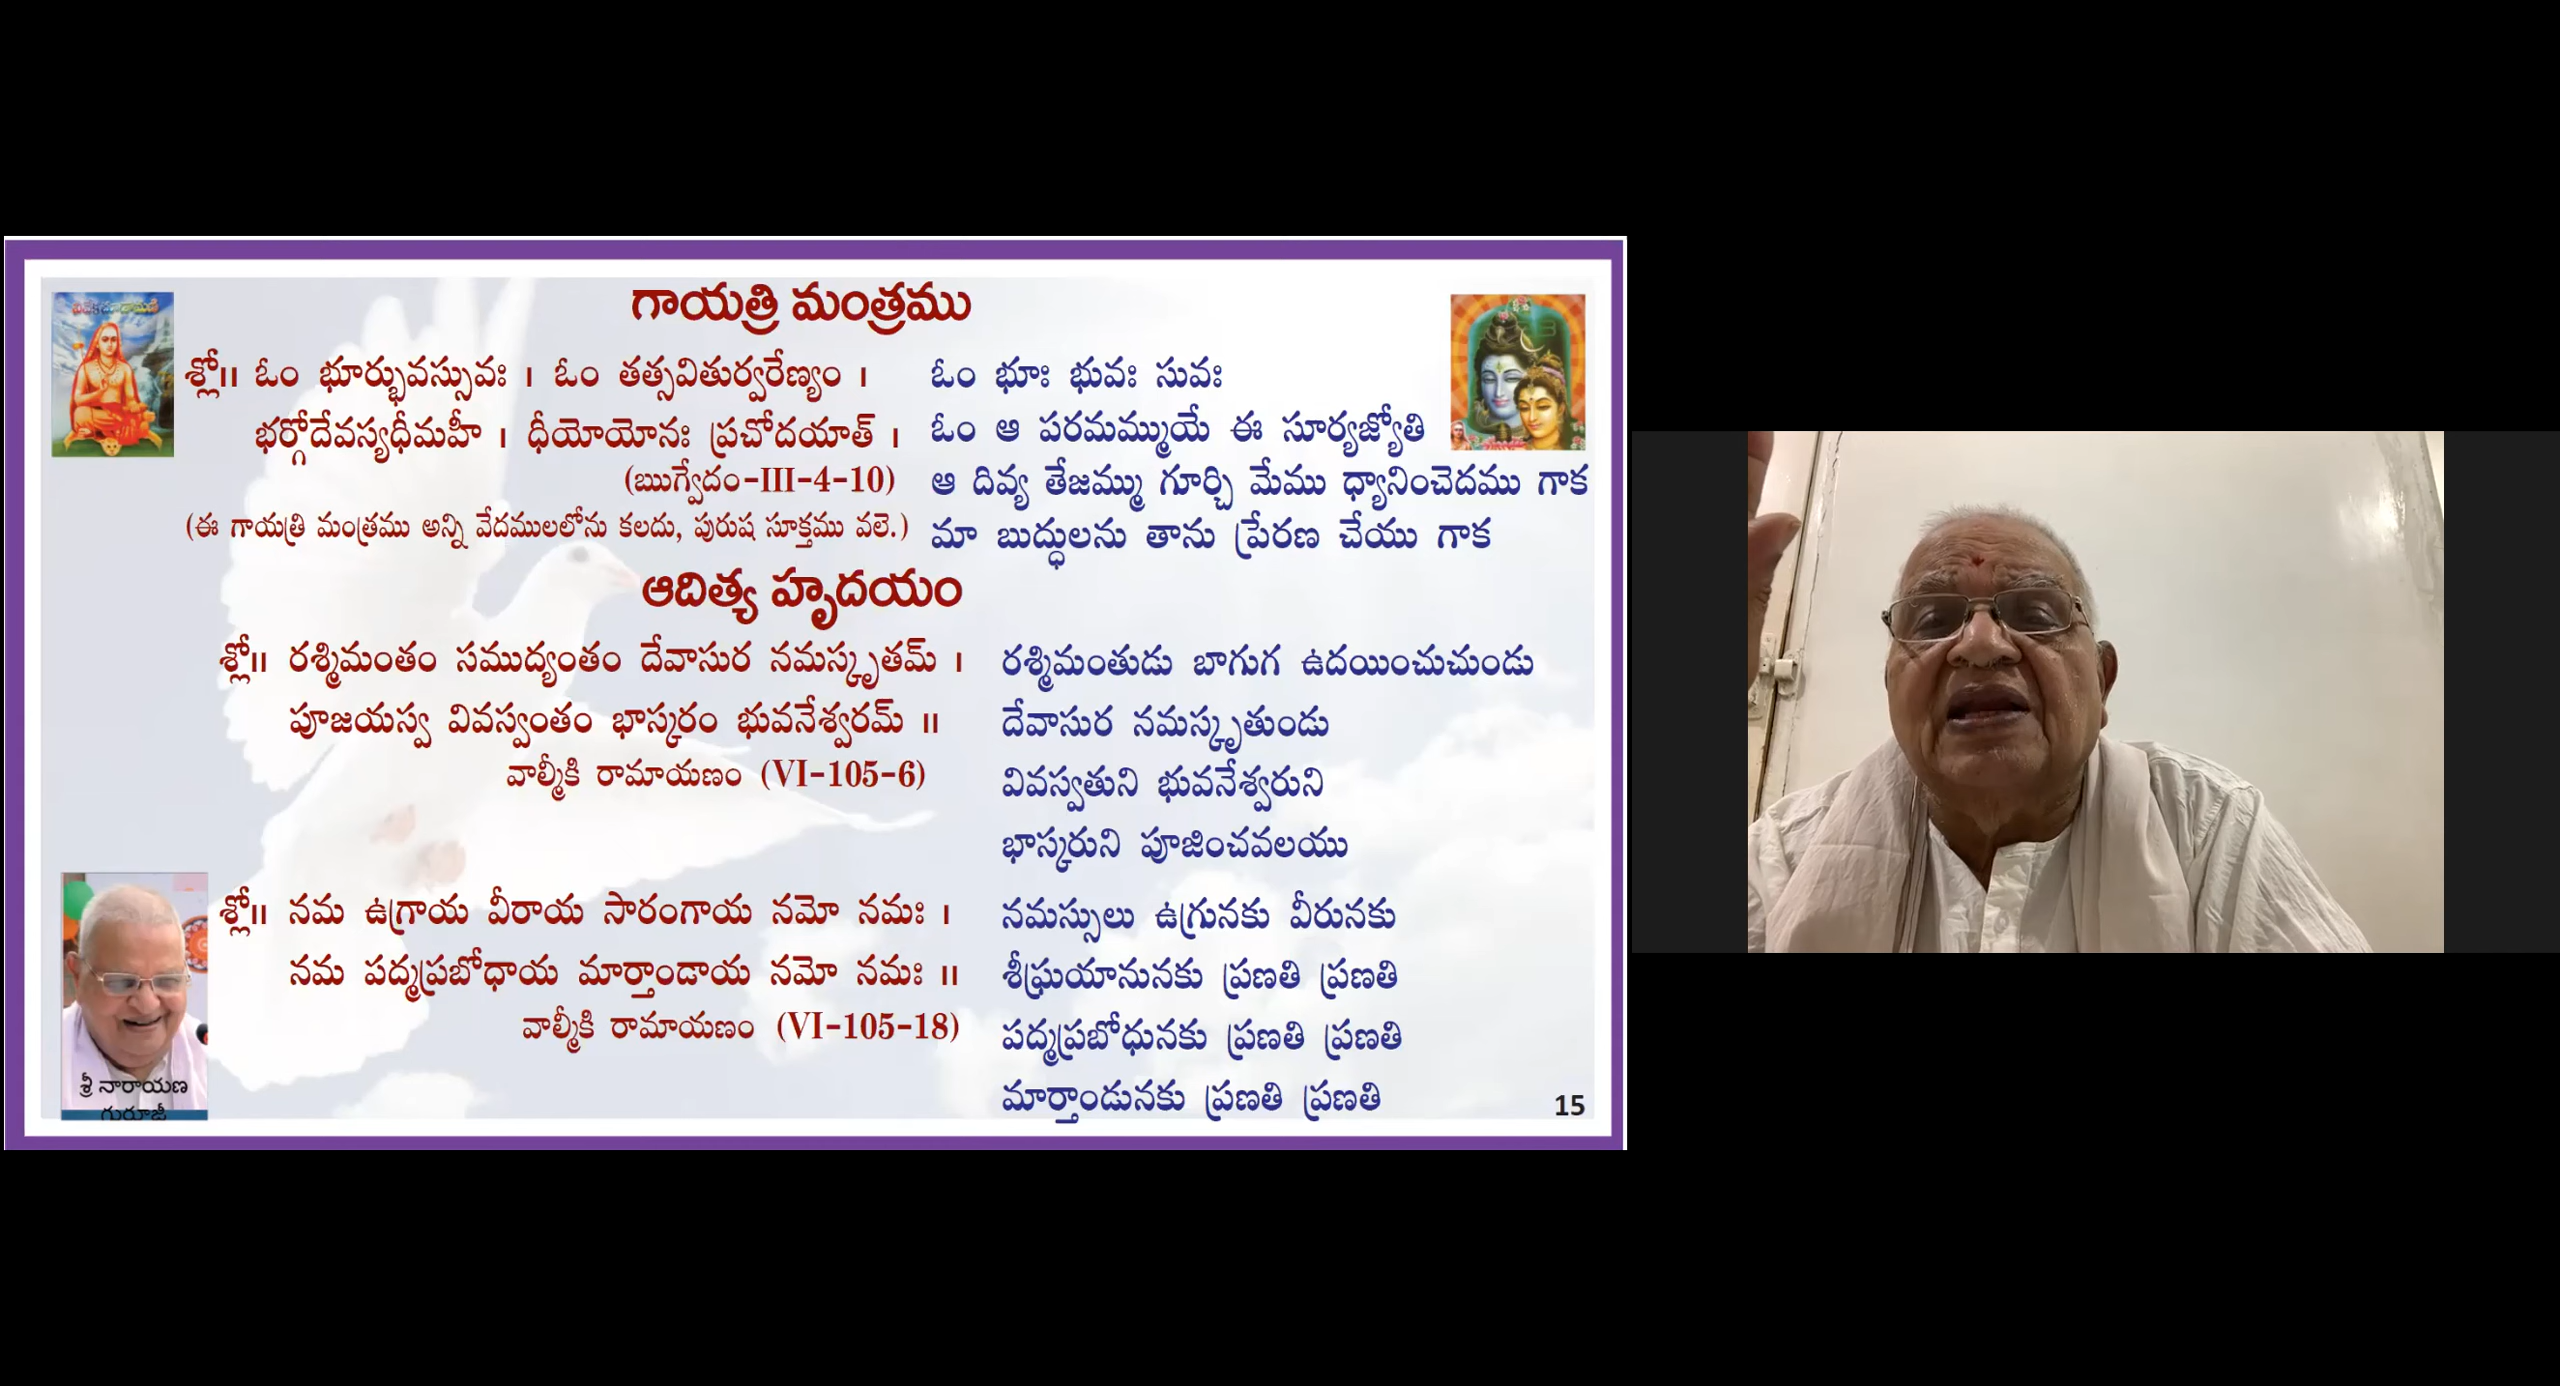 గాయత్రి మంత్రము
శ్లో॥ ఓం భూర్భువస్సువః । ఓం తత్సవితుర్వరేణ్యం ।
భర్గోదేవస్యధీమహీ । ధీయోయోనః ప్రచోదయాత్ ।
(ఋగ్వేదం-III-4-10)
(ఈ గాయత్రి మంత్రము అన్ని వేదములలోను కలదు, పురుష సూక్తము వలె.)
ఓం భూః భువః సువః
ఓం ఆ పరమమ్ముయే ఈ సూర్యజ్యోతి
ఆ దివ్య తేజమ్ము గూర్చి మేము ధ్యానించెదము గాక
మా బుద్ధులను తాను ప్రేరణ చేయు గాక
ఆదిత్య హృదయం
శ్లో॥ రశ్మిమంతం సముద్యంతం దేవాసుర నమస్కృతమ్ ।
పూజయస్వ వివస్వంతం భాస్కరం భువనేశ్వరమ్ ॥
వాల్మీకి రామాయణం (VI-105-6)
రశ్మిమంతుడు బాగుగ ఉదయించుచుండు
దేవాసుర నమస్కృతుండు
వివస్వతుని భువనేశ్వరుని
భాస్కరుని పూజించవలయు
శ్లో॥ నమ ఉగ్రాయ వీరాయ సారంగాయ నమో నమః ।
నమ పద్మప్రబోధాయ మార్తాండాయ నమో నమః ॥
వాల్మీకి రామాయణం (VI-105-18)
నమస్సులు ఉగ్రునకు వీరునకు
శీఘ్రయానునకు ప్రణతి ప్రణతి
పద్మప్రబోధునకు ప్రణతి ప్రణతి
మార్తాండునకు ప్రణతి ప్రణతి
శ్రీ నారాయణ
గురూజీ
15